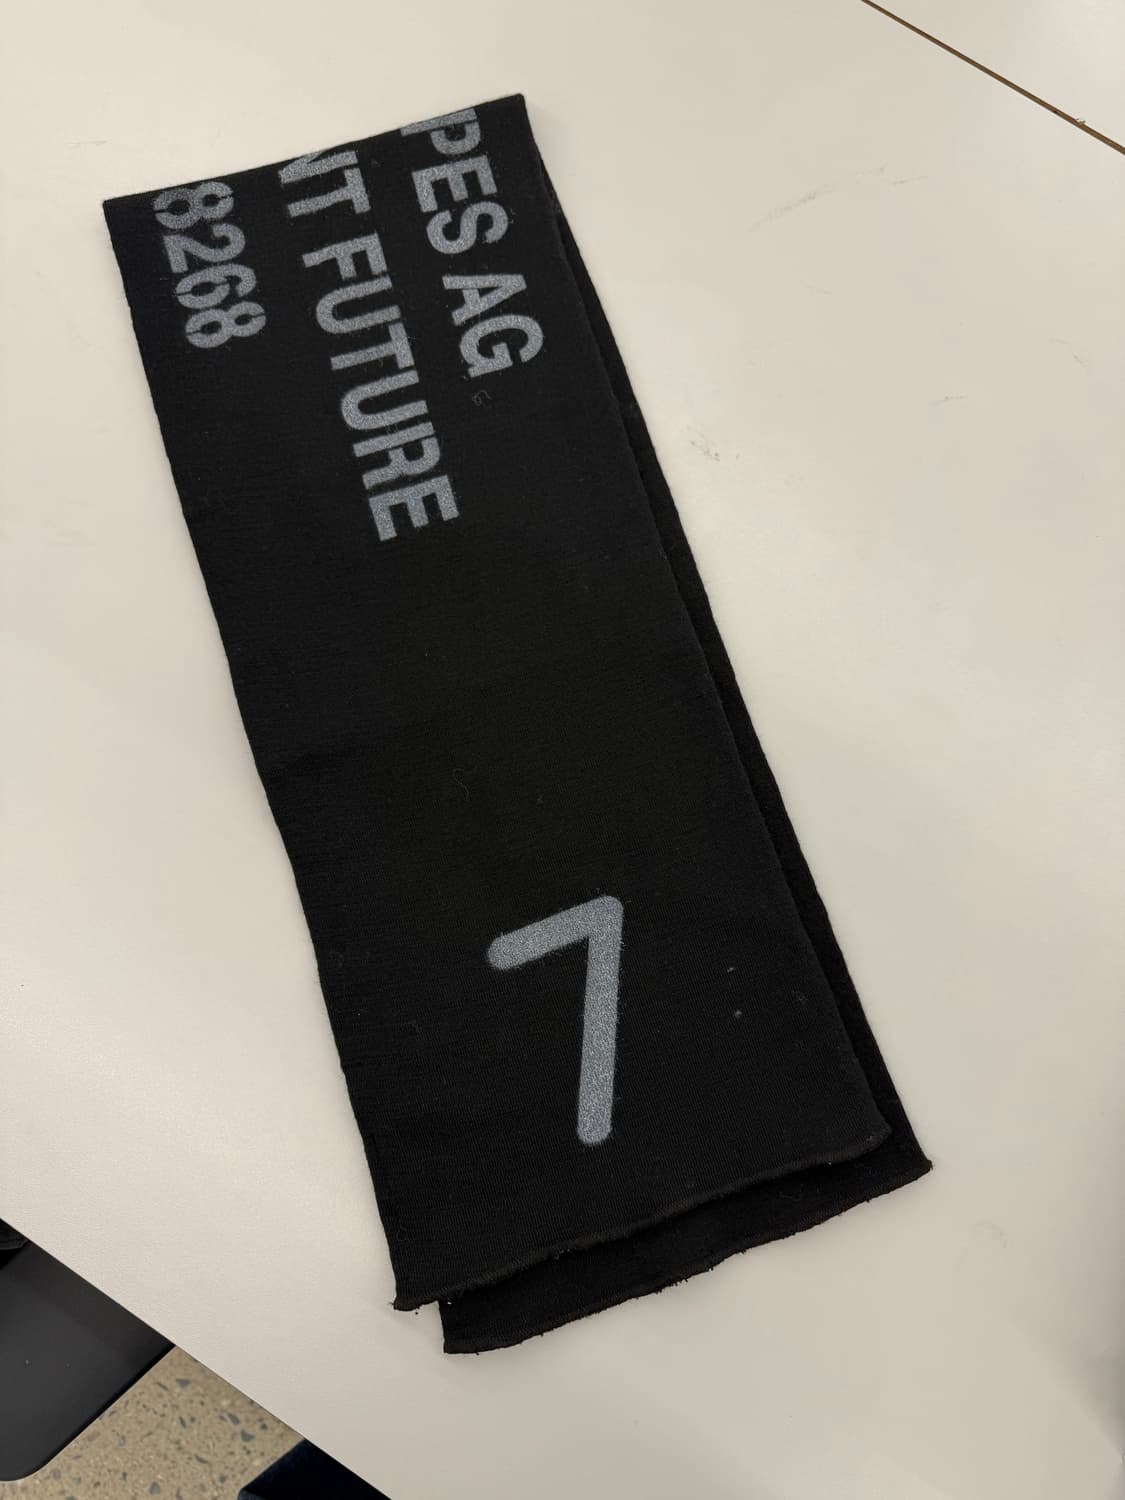 PES AG
NT FUTURE
8268
7